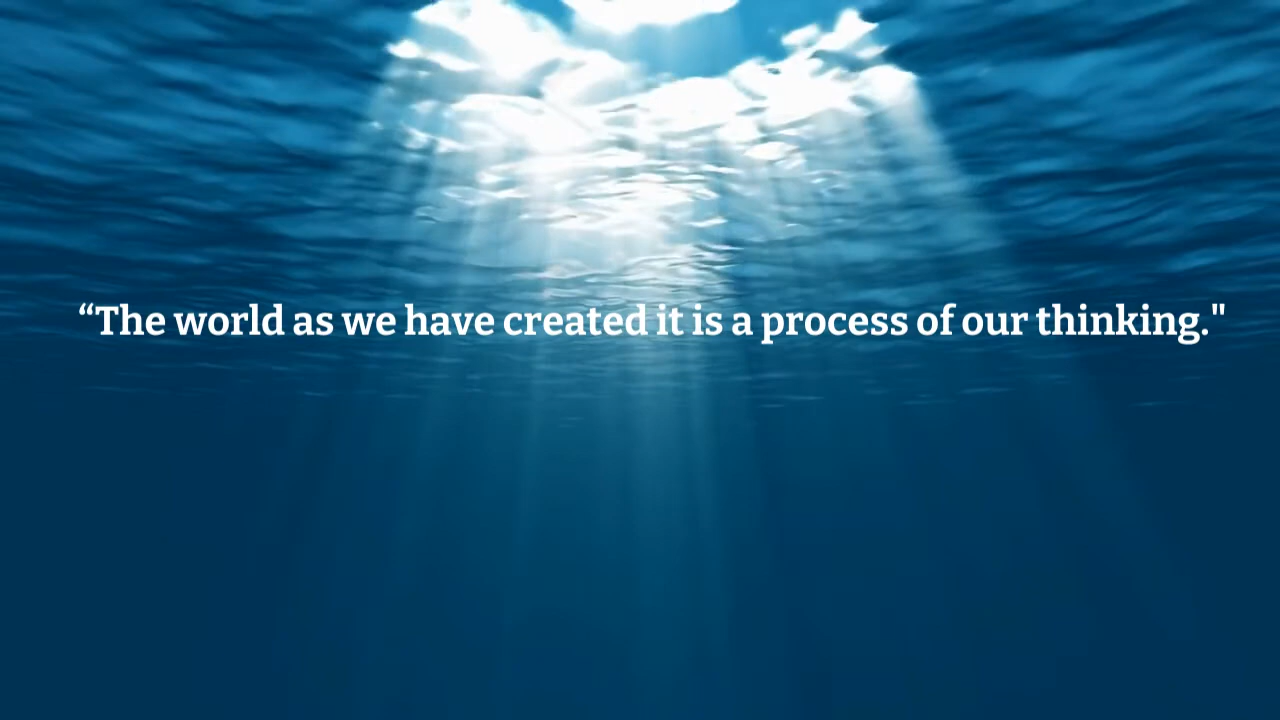 “The world as we have created it is a process of our thinking."